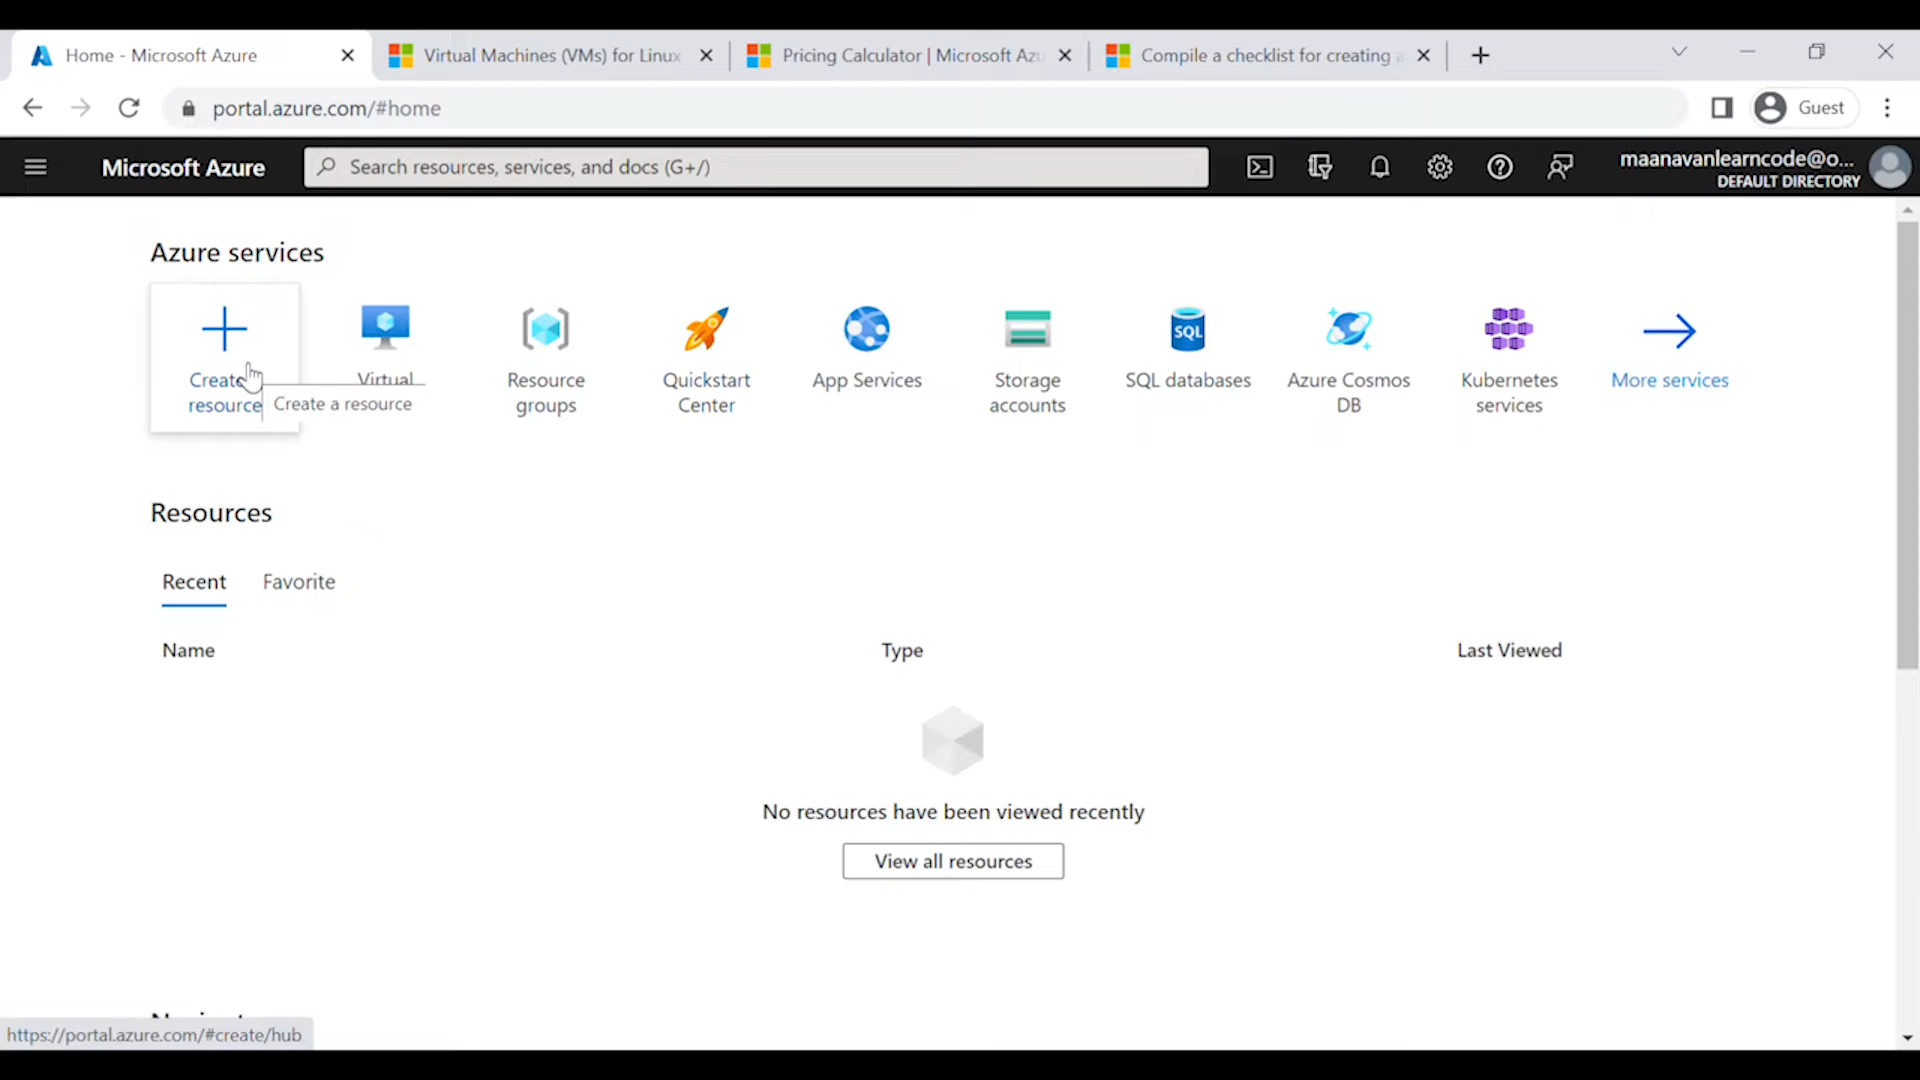 Home - Microsoft Azure
Virtual Machines (VMs) for Linux
Pricing Calculator | Microsoft Azu
Compile a checklist for creating a
portal.azure.com/#home
Guest
Microsoft Azure
Search resources, services, and docs (G+/)
maanavanlearncode@o...
DEFAULT DIRECTORY
Azure services
Create
resource
Create a resource
Virtual
Resource
groups
Quickstart
Center
App Services
Storage
accounts
SQL
SQL databases
Azure Cosmos
DB
Kubernetes
services
More services
Resources
Recent
Favorite
Name
Type
Last Viewed
No resources have been viewed recently
View all resources
https://portal.azure.com/#create/hub